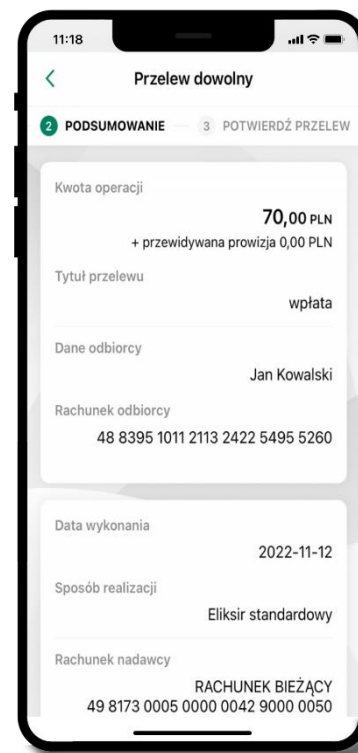 11:18
Przelew dowolny
2 PODSUMOWANIE 3 POTWIERDŹ PRZELEW
Kwota operacji
70,00 PLN
+ przewidywana prowizja 0,00 PLN
Tytuł przelewu
wpłata
Dane odbiorcy
Jan Kowalski
Rachunek odbiorcy
48 8395 1011 2113 2422 5495 5260
Data wykonania
2022-11-12
Sposób realizacji
Eliksir standardowy
Rachunek nadawcy
RACHUNEK BIEŻĄCY
49 8173 0005 0000 0042 9000 0050